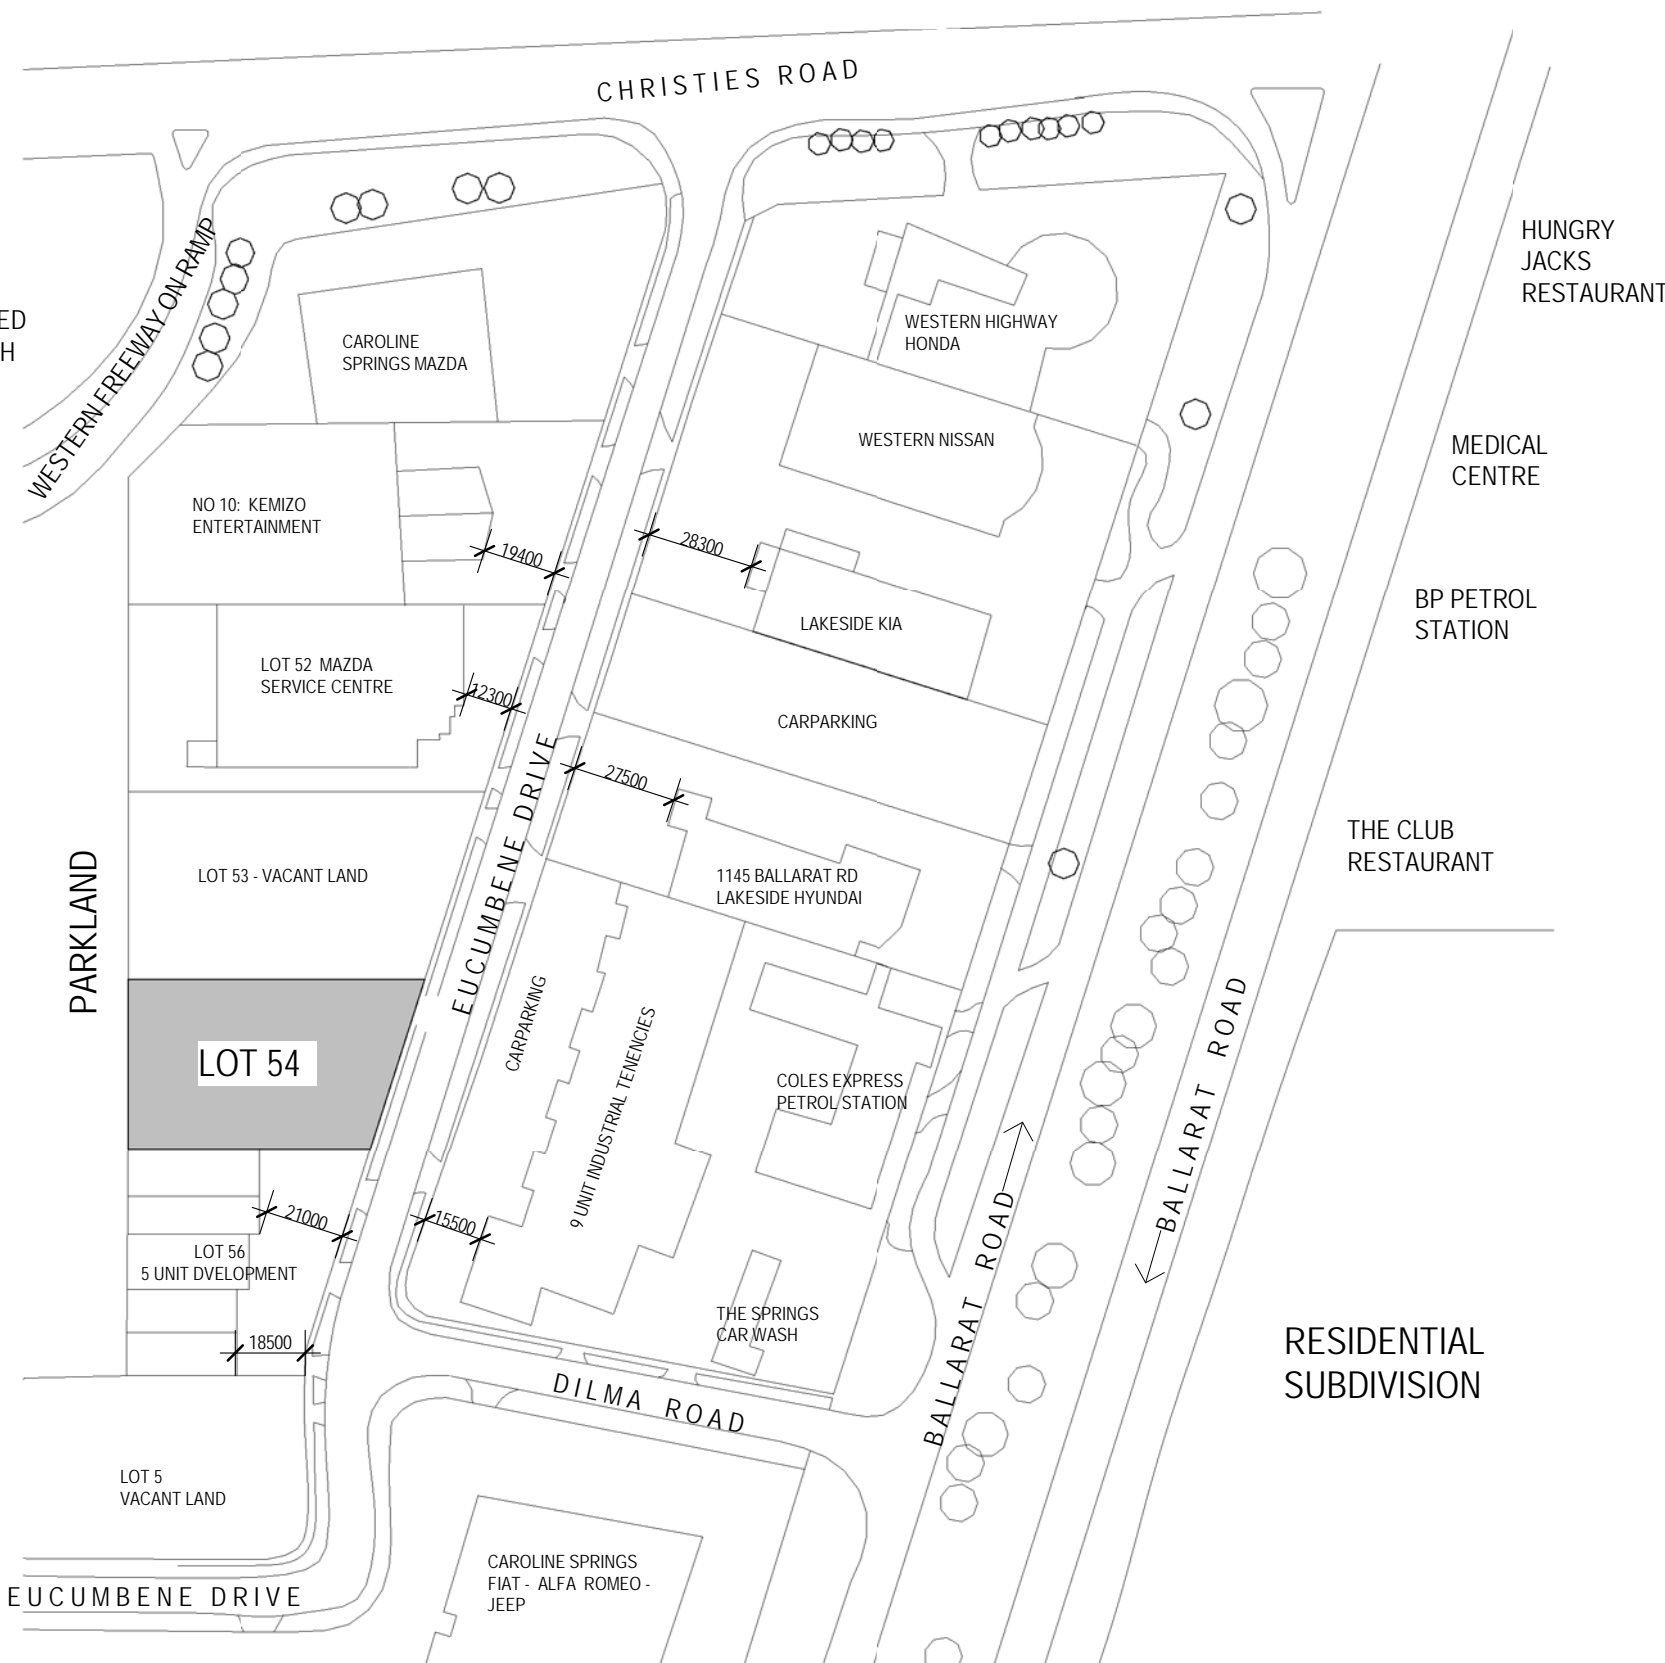 CHRISTIES ROAD
WESTERN FREEWAY ON RAMP
ED
H
HUNGRY
JACKS
RESTAURANT
CAROLINE
SPRINGS MAZDA
WESTERN HIGHWAY
HONDA
WESTERN NISSAN
MEDICAL
CENTRE
NO 10: KEMIZO
ENTERTAINMENT
19400
28300
LAKESIDE KIA
BP PETROL
STATION
LOT 52 MAZDA
SERVICE CENTRE
12300
CARPARKING
EUCUMBENE DRIVE
27500
THE CLUB
RESTAURANT
PARKLAND
LOT 53 - VACANT LAND
1145 BALLARAT RD
LAKESIDE HYUNDAI
CARPARKING
9 UNIT INDUSTRIAL TENENCIES
LOT 54
COLES EXPRESS
PETROL STATION
BALLARAT ROAD
BALLARAT ROAD
21000
15500
LOT 56
5 UNIT DVELOPMENT
THE SPRINGS
CAR WASH
18500
RESIDENTIAL
SUBDIVISION
DILMA ROAD
LOT 5
VACANT LAND
CAROLINE SPRINGS
FIAT - ALFA ROMEO -
JEEP
EUCUMBENE DRIVE